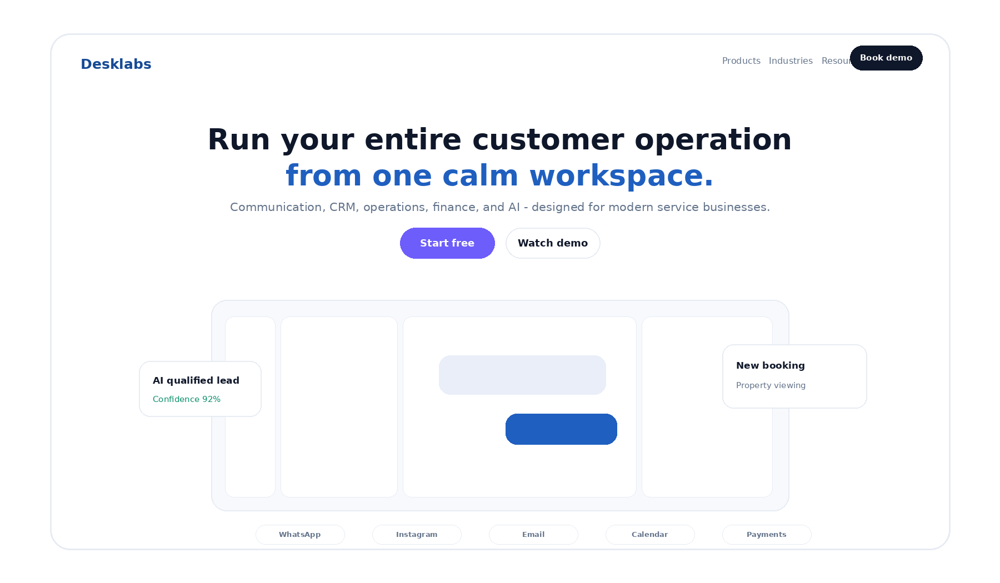 Desklabs
Products Industries Book demo
Run your entire customer operation
from one calm workspace.
Communication, CRM, operations, finance, and AI - designed for modern service businesses.
Start free Watch demo
AI qualified lead
Confidence 92%
New booking
Property viewing
WhatsApp Instagram Email Calendar Payments